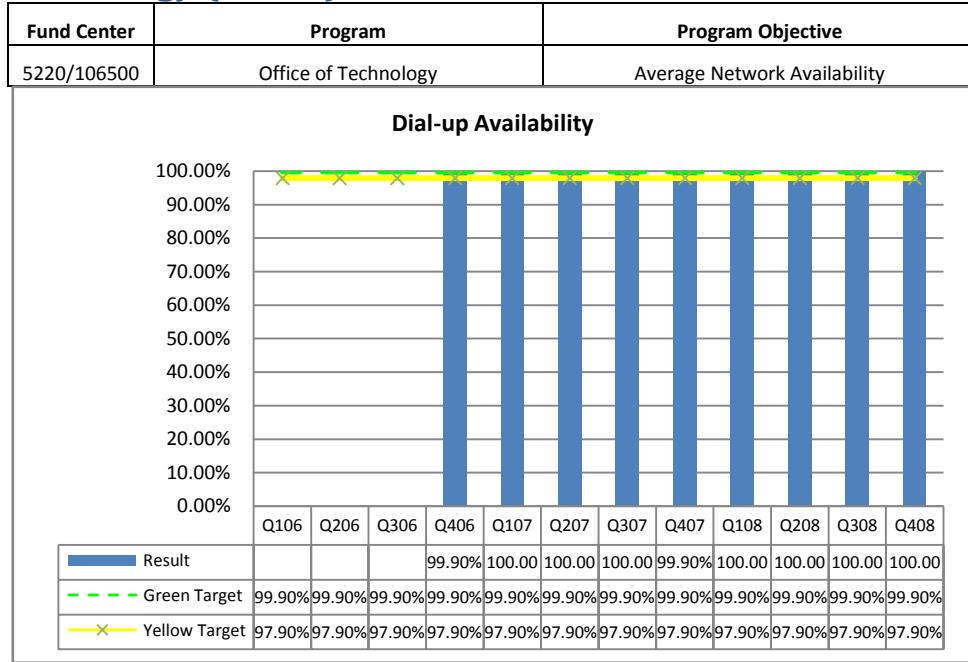 Fund Center Program Program Objective
5220/106500 Office of Technology Average Network Availability
Dial-up Availability
100.00%
90.00%
80.00%
70.00%
60.00%
50.00%
40.00%
30.00%
20.00%
10.00%
0.00%
Q106 Q206 Q306 Q406 Q107 Q207 Q307 Q407 Q108 Q208 Q308 Q408
Result 99.90% 100.00 100.00 100.00 99.90% 100.00 100.00 100.00 100.00
Green Target 99.90% 99.90% 99.90% 99.90% 99.90% 99.90% 99.90% 99.90% 99.90% 99.90% 99.90% 99.90%
Yellow Target 97.90% 97.90% 97.90% 97.90% 97.90% 97.90% 97.90% 97.90% 97.90% 97.90% 97.90% 97.90%